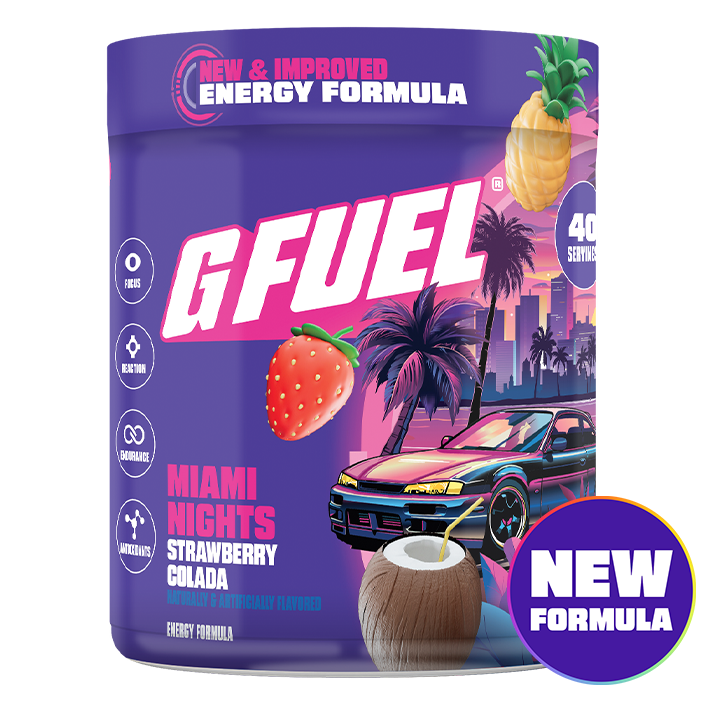 NEW & IMPROVED
ENERGY FORMULA
GFUEL®
40
SERVINGS
FOCUS
REACTION
ENDURANCE
ANTIOXIDANTS
MIAMI
NIGHTS
STRAWBERRY
COLADA
NATURALLY & ARTIFICIALLY FLAVORED
ENERGY FORMULA
NEW
FORMULA